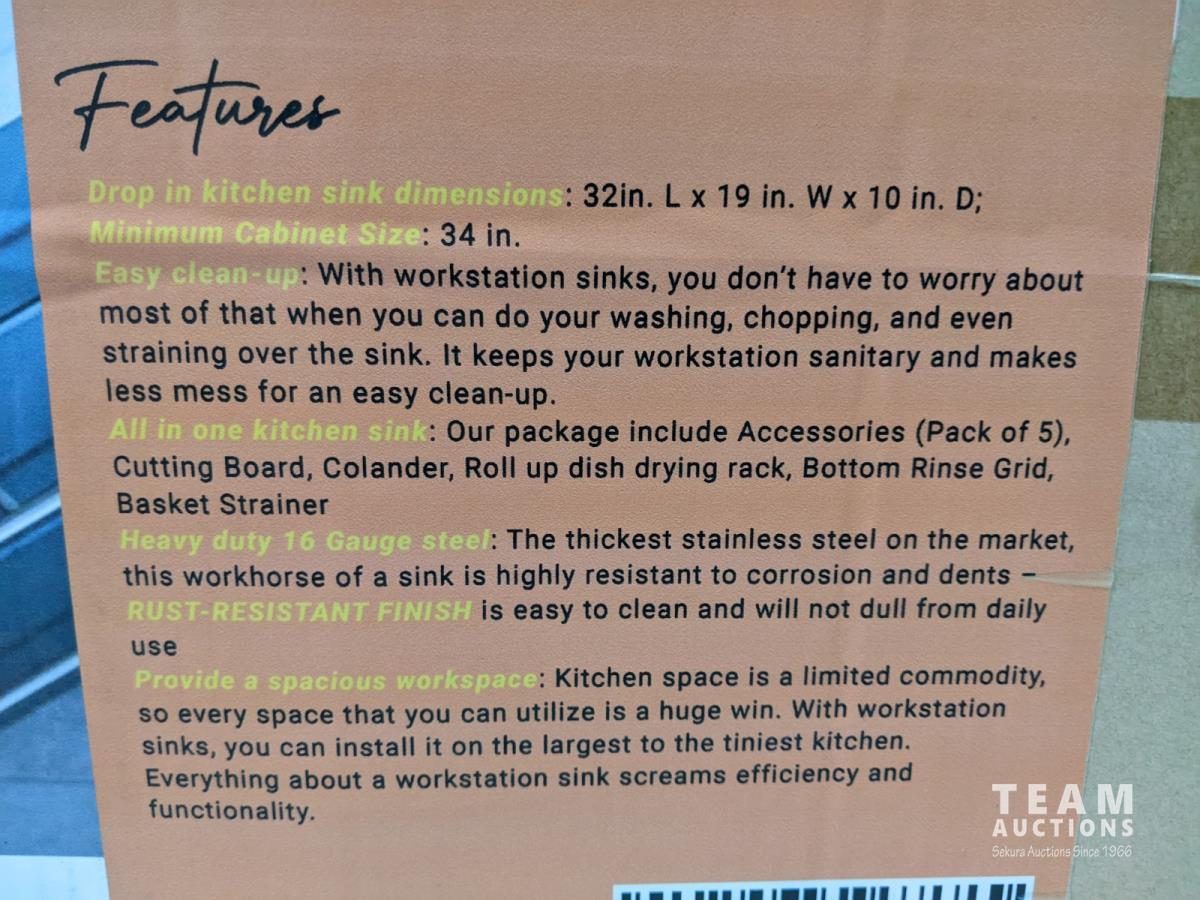 Features
Drop in kitchen sink dimensions: 32in. L x 19 in. W x 10 in. D;
Minimum Cabinet Size: 34 in.
Easy clean-up: With workstation sinks, you don't have to worry about
most of that when you can do your washing, chopping, and even
straining over the sink. It keeps your workstation sanitary and makes
less mess for an easy clean-up.
All in one kitchen sink: Our package include Accessories (Pack of 5),
Cutting Board, Colander, Roll up dish drying rack, Bottom Rinse Grid,
Basket Strainer
Heavy duty 16 Gauge steel: The thickest stainless steel on the market,
this workhorse of a sink is highly resistant to corrosion and dents –
RUST-RESISTANT FINISH is easy to clean and will not dull from daily
use
Provide a spacious workspace: Kitchen space is a limited commodity,
so every space that you can utilize is a huge win. With workstation
sinks, you can install it on the largest to the tiniest kitchen.
Everything about a workstation sink screams efficiency and
functionality.
TEAM
AUCTIONS
Sekura Auctions Since 1966